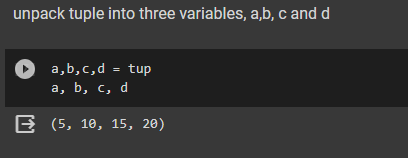 unpack tuple into three variables, a,b, c and d
a,b,c,d = tup
a, b, c, d
(5, 10, 15, 20)